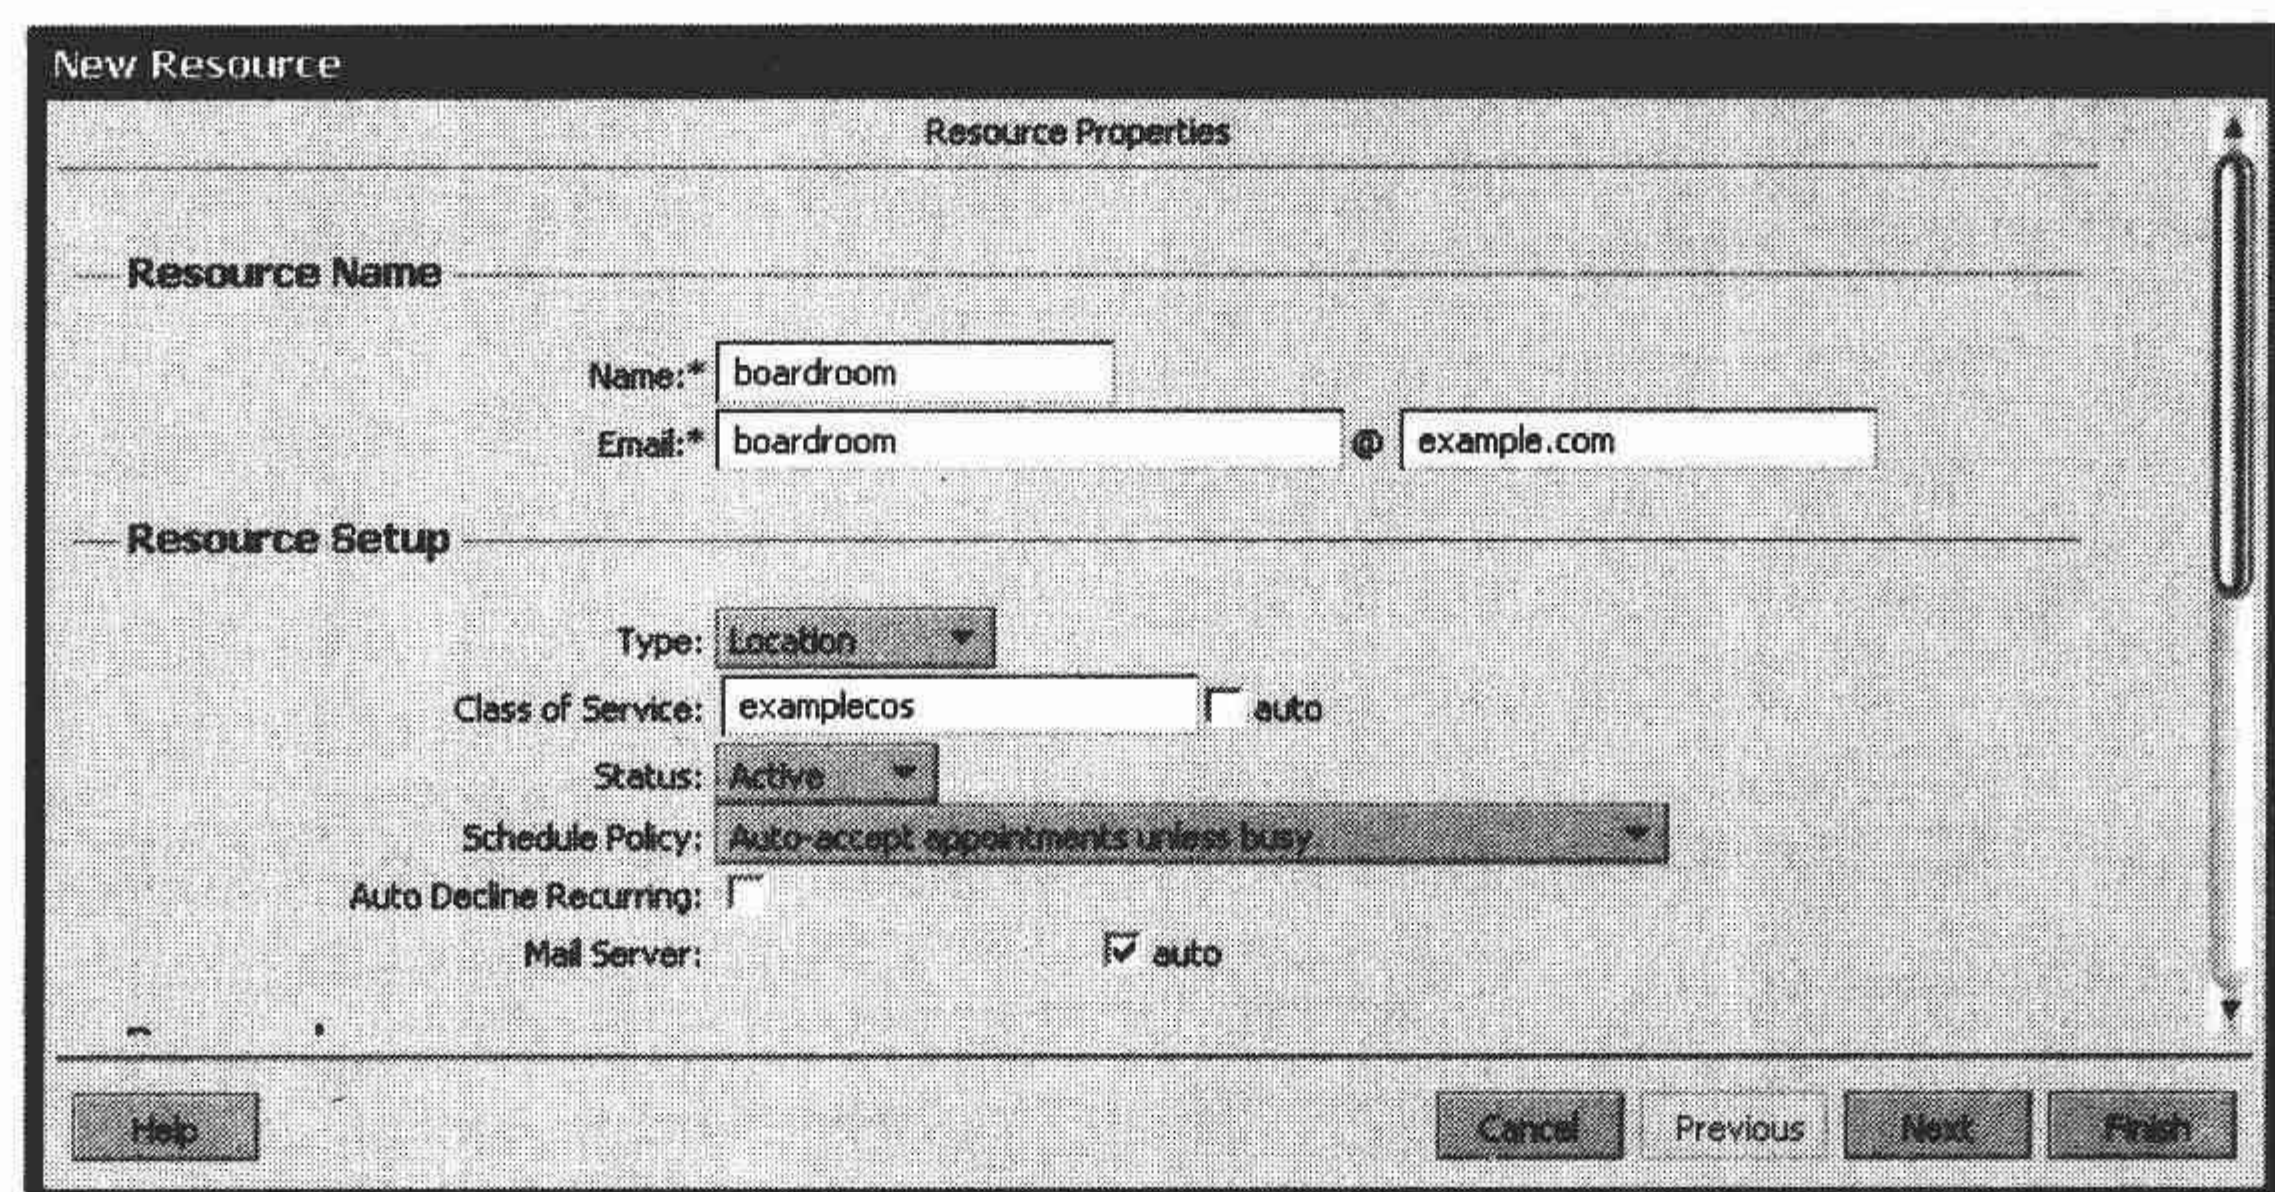 New Resource
Resource Properties
Resource Name
Name:* boardroom
Email:* boardroom @ example.com
Resource Setup
Type: Location
Class of Service: examplecos auto
Status: Active
Schedule Policy: Auto-accept appointments unless busy.
Auto Decline Recurring:
Mail Server: auto
Help Cancel Previous Next Finish